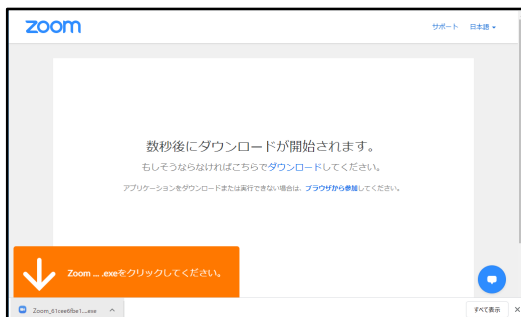 zoom
サポート 日本語
数秒後にダウンロードが開始されます。
もしそうならなければこちらでダウンロードしてください。
アプリケーションをダウンロードまたは実行できない場合は、ブラウザから参加してください。
Zoom ... .exeをクリックしてください。
Zoom_61cee6fbe1....exe すべて表示